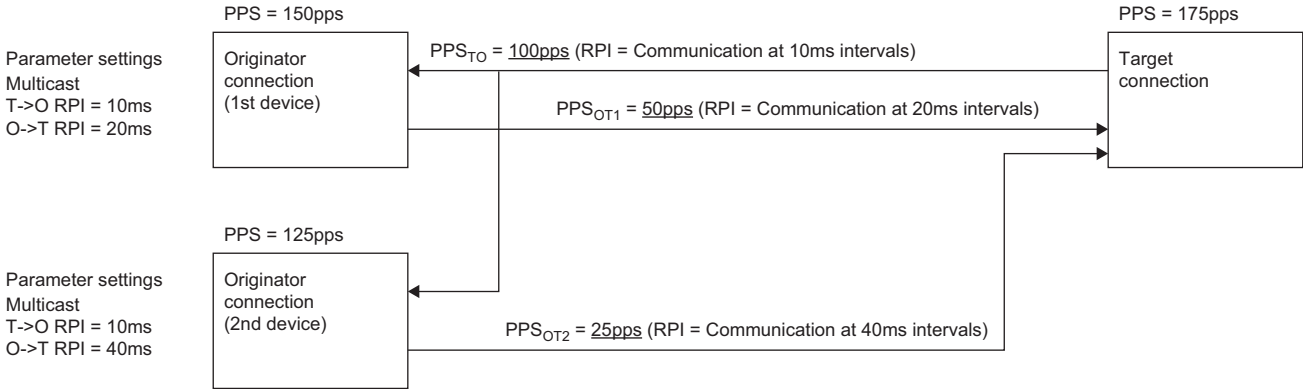 PPS = 150pps
PPS = 175pps
Parameter settings
Multicast
T->O RPI = 10ms
O->T RPI = 20ms
Originator
connection
(1st device)
PPSTO = 100pps (RPI = Communication at 10ms intervals)
PPSOT1 = 50pps (RPI = Communication at 20ms intervals)
Target
connection
PPS = 125pps
Parameter settings
Multicast
T->O RPI = 10ms
O->T RPI = 40ms
Originator
connection
(2nd device)
PPSOT2 = 25pps (RPI = Communication at 40ms intervals)